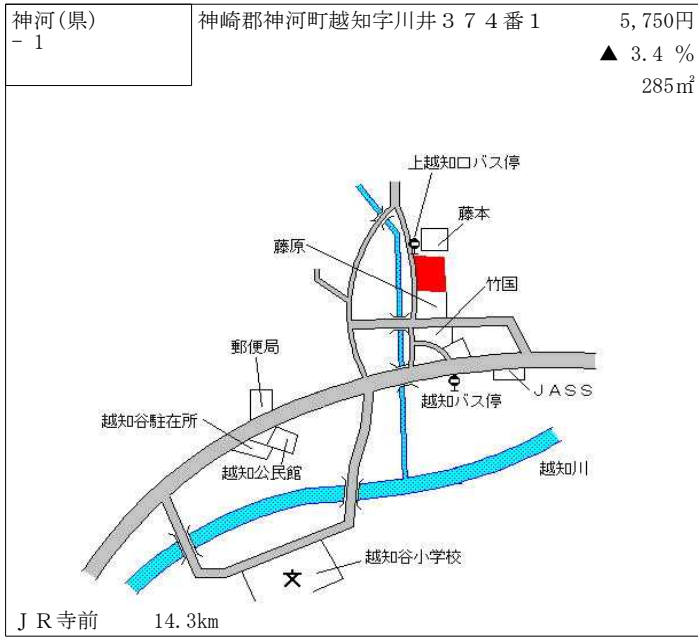 神河(県)
- 1
神崎郡神河町越知字川井３７４番１
5,750円
▲ 3.4 %
285㎡
上越知口バス停
藤本
藤原
竹国
郵便局
ＪＡＳＳ
越知バス停
越知谷駐在所
越知公民館
越知川
越知谷小学校
文
ＪＲ寺前 14.3km